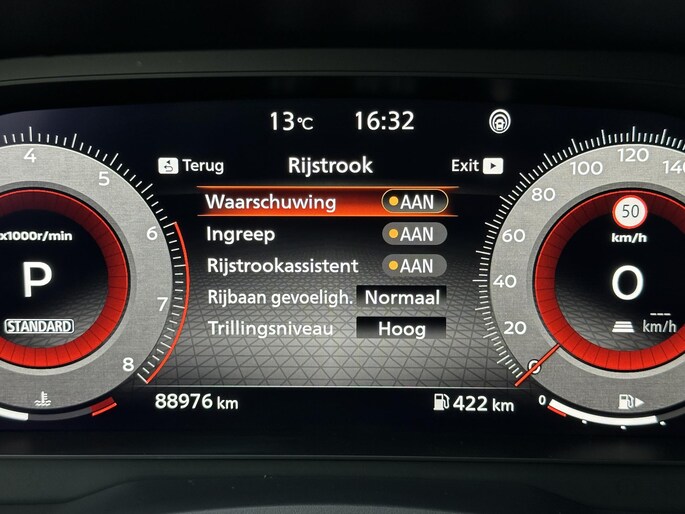 13°C 16:32
Terug Rijstrook Exit
Waarschuwing AAN
Ingreep AAN
Rijstrookassistent AAN
Rijbaan gevoeligh. Normaal
Trillingsniveau Hoog
88976 km 422 km
4
5
6
7
8
x1000r/min
P
STANDARD
0
20
40
60
80
100
120
140
50
km/h
0
--- km/h
0